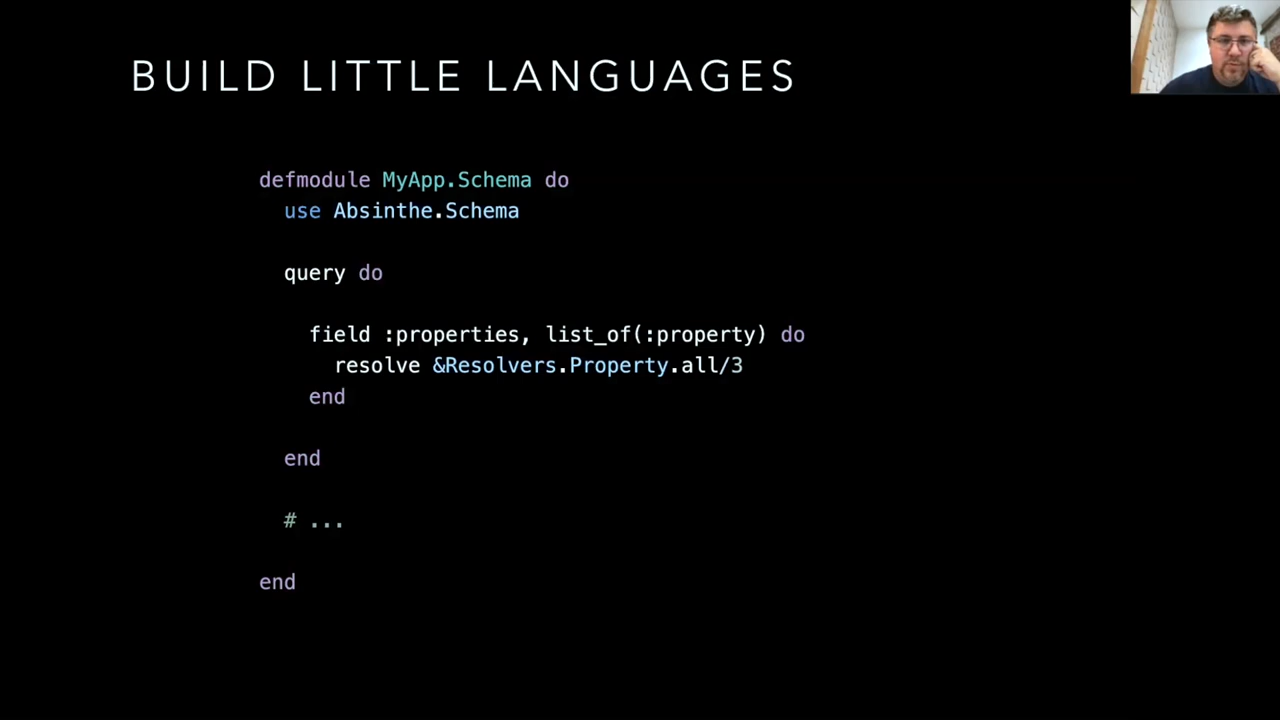 BUILD LITTLE LANGUAGES
defmodule MyApp.Schema do
use Absinthe.Schema
query do
field :properties, list_of(:property) do
resolve &Resolvers.Property.all/3
end
end
# ...
end